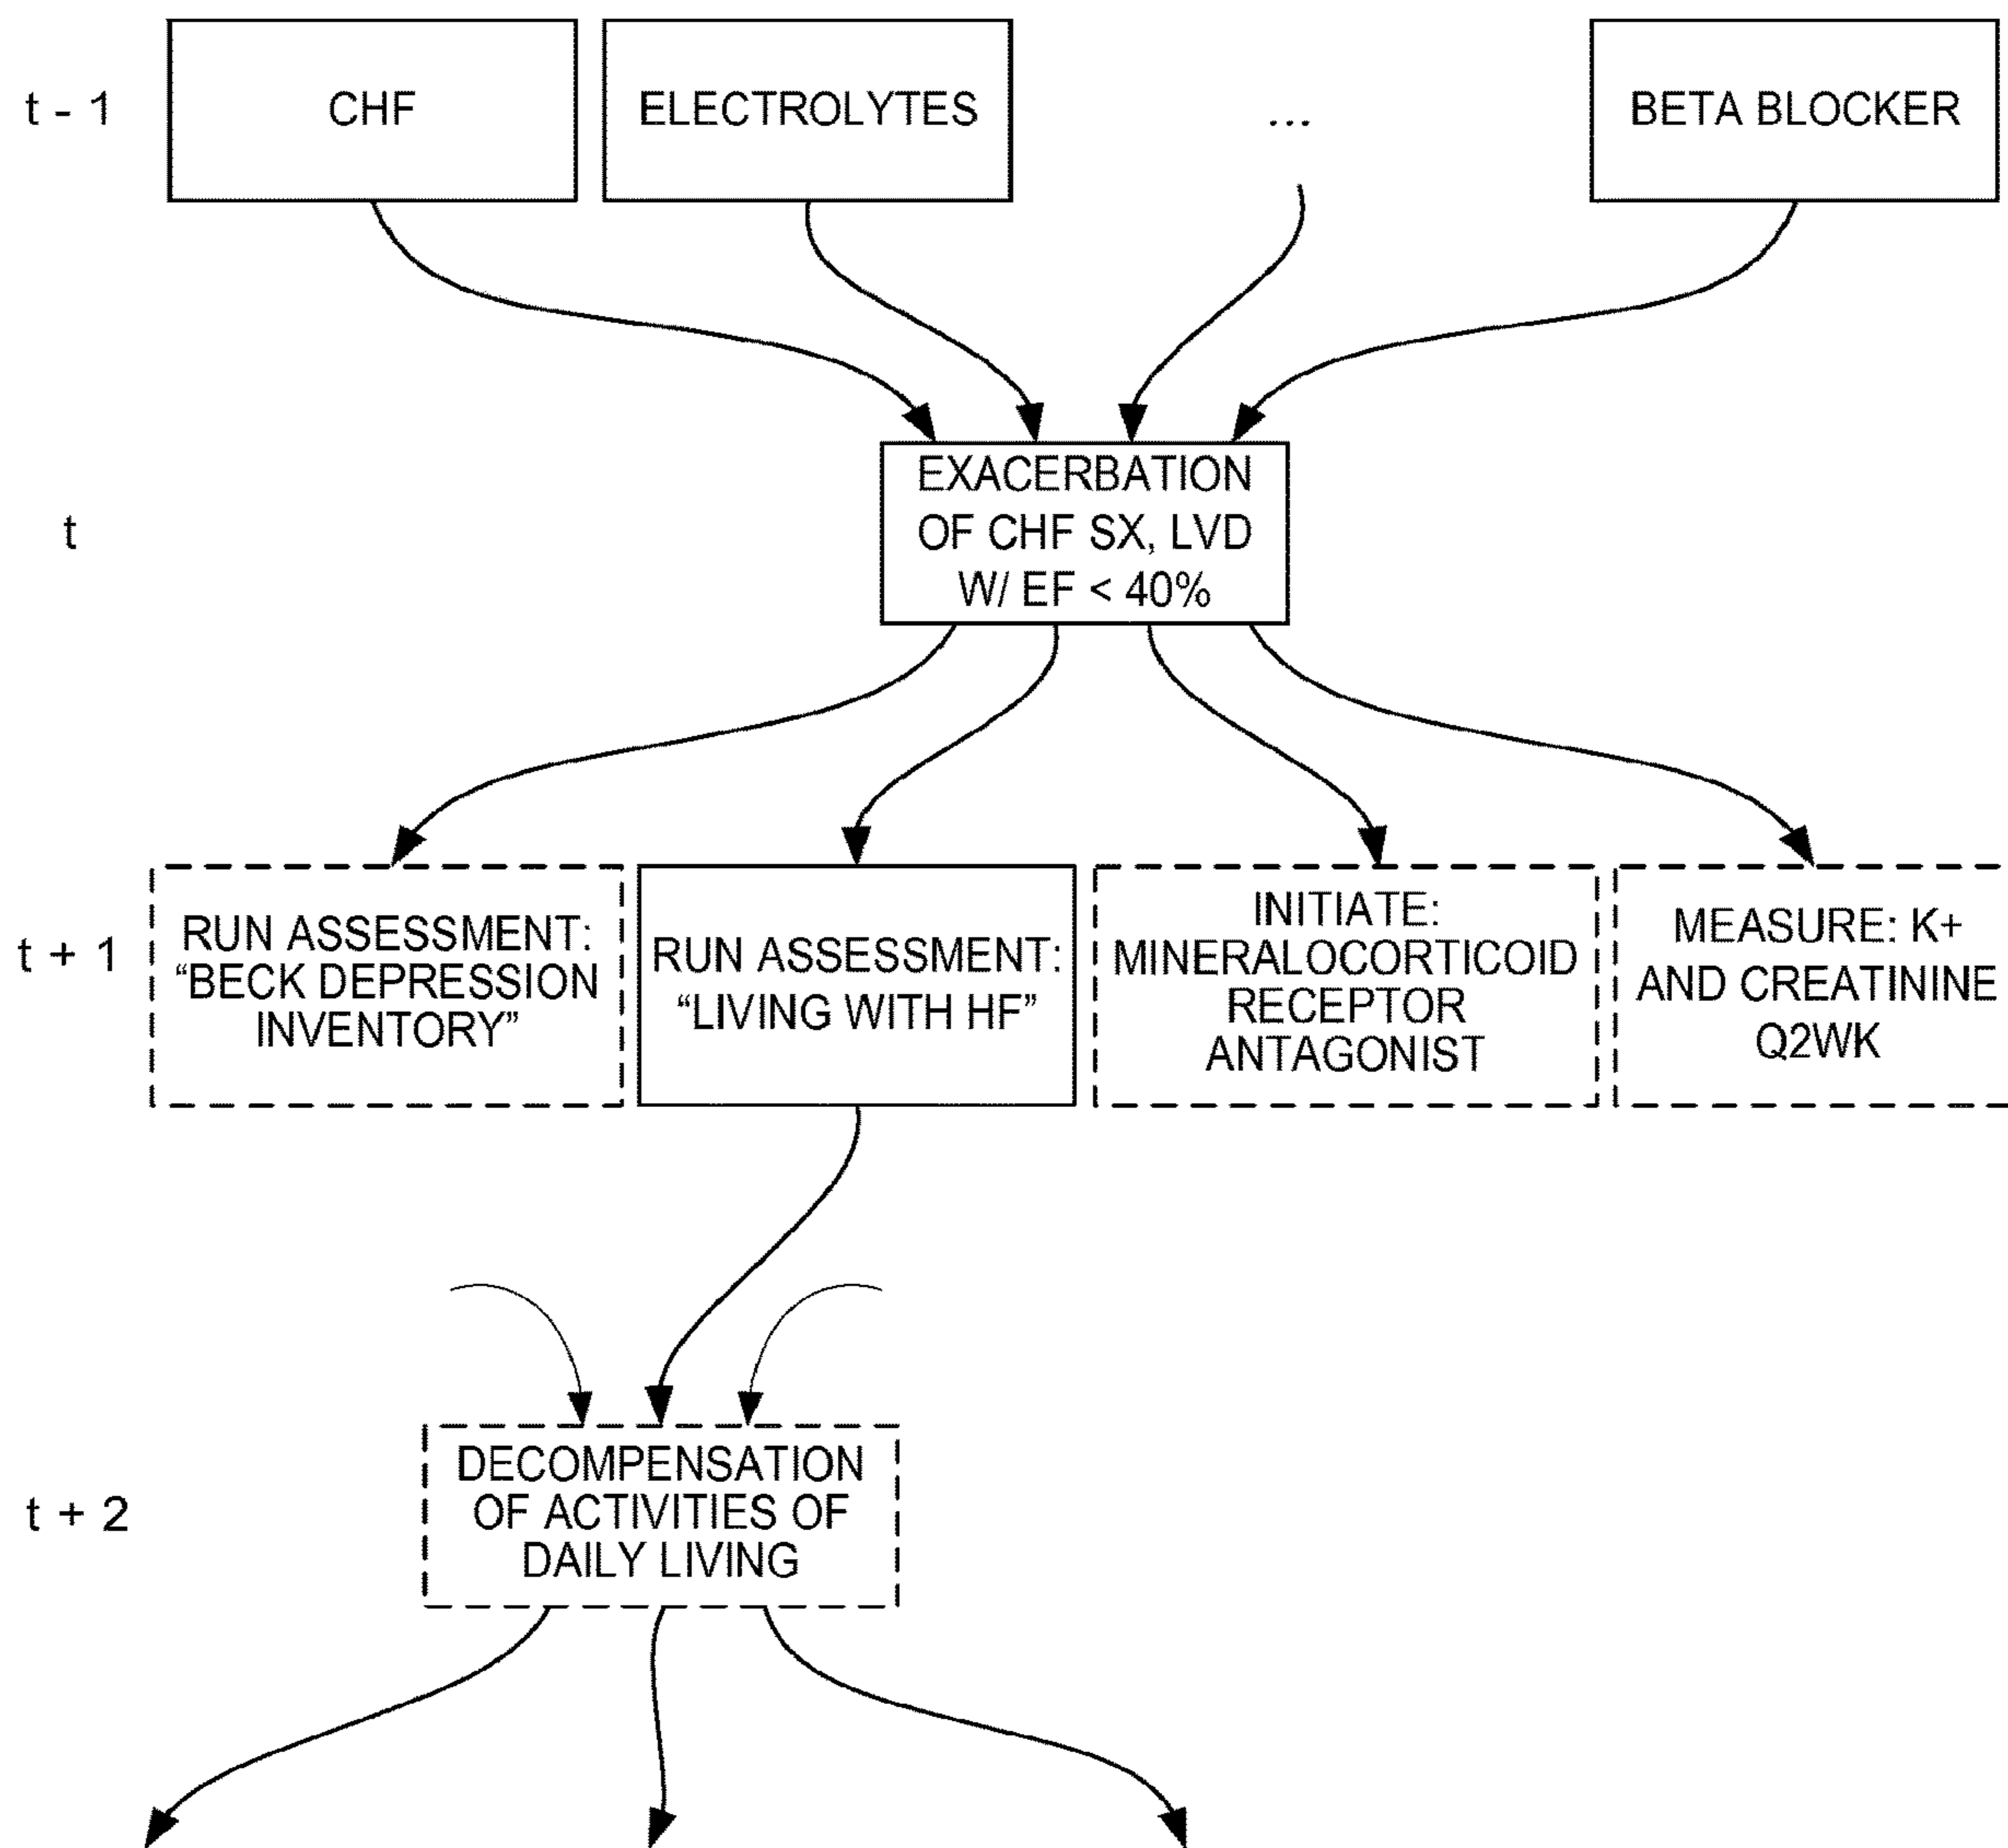 t - 1
CHF
ELECTROLYTES
...
BETA BLOCKER
t
EXACERBATION
OF CHF SX, LVD
W/ EF < 40%
t + 1
RUN ASSESSMENT:
“BECK DEPRESSION
INVENTORY”
RUN ASSESSMENT:
“LIVING WITH HF”
INITIATE:
MINERALOCORTICOID
RECEPTOR
ANTAGONIST
MEASURE: K+
AND CREATININE
Q2WK
t + 2
DECOMPENSATION
OF ACTIVITIES OF
DAILY LIVING